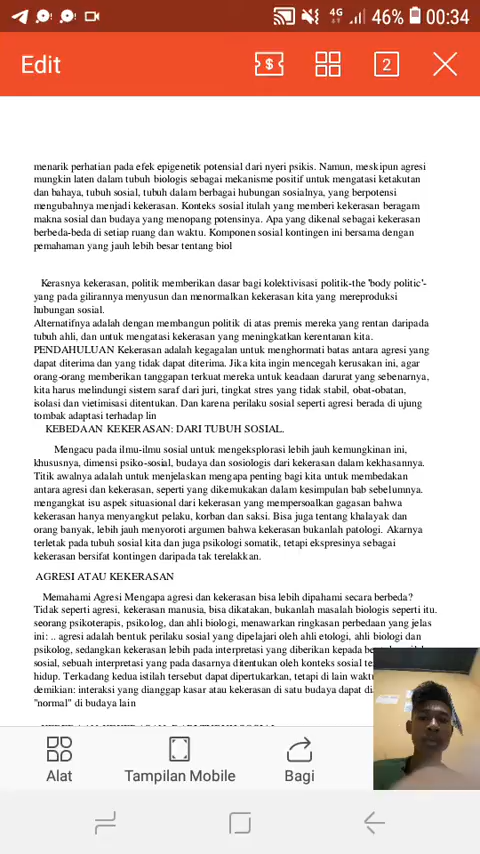 4G 46% 00:34
Edit
$ 2
menarik perhatian pada efek epigenetik potensial dari nyeri psikis. Namun, meskipun agresi
mungkin laten dalam tubuh biologis sebagai mekanisme positif untuk mengatasi ketakutan
dan bahaya, tubuh sosial, tubuh dalam berbagai hubungan sosialnya, yang berpotensi
mengubahnya menjadi kekerasan. Konteks sosial itulah yang memberi kekerasan beragam
makna sosial dan budaya yang menopang potensinya. Apa yang dikenal sebagai kekerasan
berbeda-beda di setiap ruang dan waktu. Komponen sosial kontingen ini bersama dengan
pemahaman yang jauh lebih besar tentang biol
Kerasnya kekerasan, politik memberikan dasar bagi kolektivisasi politik-the 'body politic'-
yang pada gilirannya menyusun dan menormalkan kekerasan kita yang mereproduksi
hubungan sosial.
Alternatifnya adalah dengan membangun politik di atas premis mereka yang rentan daripada
tubuh ahli, dan untuk mengatasi kekerasan yang meningkatkan kerentanan kita.
PENDAHULUAN Kekerasan adalah kegagalan untuk menghormati batas antara agresi yang
dapat diterima dan yang tidak dapat diterima. Jika kita ingin mencegah kerusakan ini, agar
orang-orang memberikan tanggapan terkuat mereka untuk keadaan darurat yang sebenarnya,
kita harus melindungi sistem saraf dari juri, tingkat stres yang tidak stabil, obat-obatan,
isolasi dan vietimisasi ditentukan. Dan karena perilaku sosial seperti agresi berada di ujung
tombak adaptasi terhadap lin
KEBEDAAN KEKERASAN: DARI TUBUH SOSIAL.
Mengacu pada ilmu-ilmu sosial untuk mengeksplorasi lebih jauh kemungkinan ini,
khususnya, dimensi psiko-sosial, budaya dan sosiologis dari kekerasan dalam kekhasannya.
Titik awalnya adalah untuk menjelaskan mengapa penting bagi kita untuk membedakan
antara agresi dan kekerasan, seperti yang dikemukakan dalam kesimpulan bab sebelumnya.
mengangkat isu aspek situasional dari kekerasan yang mempersoalkan gagasan bahwa
kekerasan hanya menyangkut pelaku, korban dan saksi. Bisa juga tentang khalayak dan
orang banyak, lebih jauh menyoroti argumen bahwa kekerasan bukanlah patologi. Akarnya
terletak pada tubuh sosial kita dan juga psikologi somatik, tetapi ekspresinya sebagai
kekerasan bersifat kontingen daripada tak terelakkan.
AGRESI ATAU KEKERASAN
Memahami Agresi Mengapa agresi dan kekerasan bisa lebih dipahami secara berbeda?
Tidak seperti agresi, kekerasan manusia, bisa dikatakan, bukanlah masalah biologis seperti itu.
seorang psikoterapis, psikolog, dan ahli biologi, menawarkan ringkasan perbedaan yang jelas
ini: .. agresi adalah bentuk perilaku sosial yang dipelajari oleh ahli etologi, ahli biologi dan
psikolog, sedangkan kekerasan lebih pada interpretasi yang diberikan kepada
sosial, sebuah interpretasi yang pada dasarnya ditentukan oleh konteks sosial
hidup. Terkadang kedua istilah tersebut dapat dipertukarkan, tetapi di lain
demikian: interaksi yang dianggap kasar atau kekerasan di satu budaya dapat
"normal" di budaya lain
Alat Tampilan Mobile Bagi